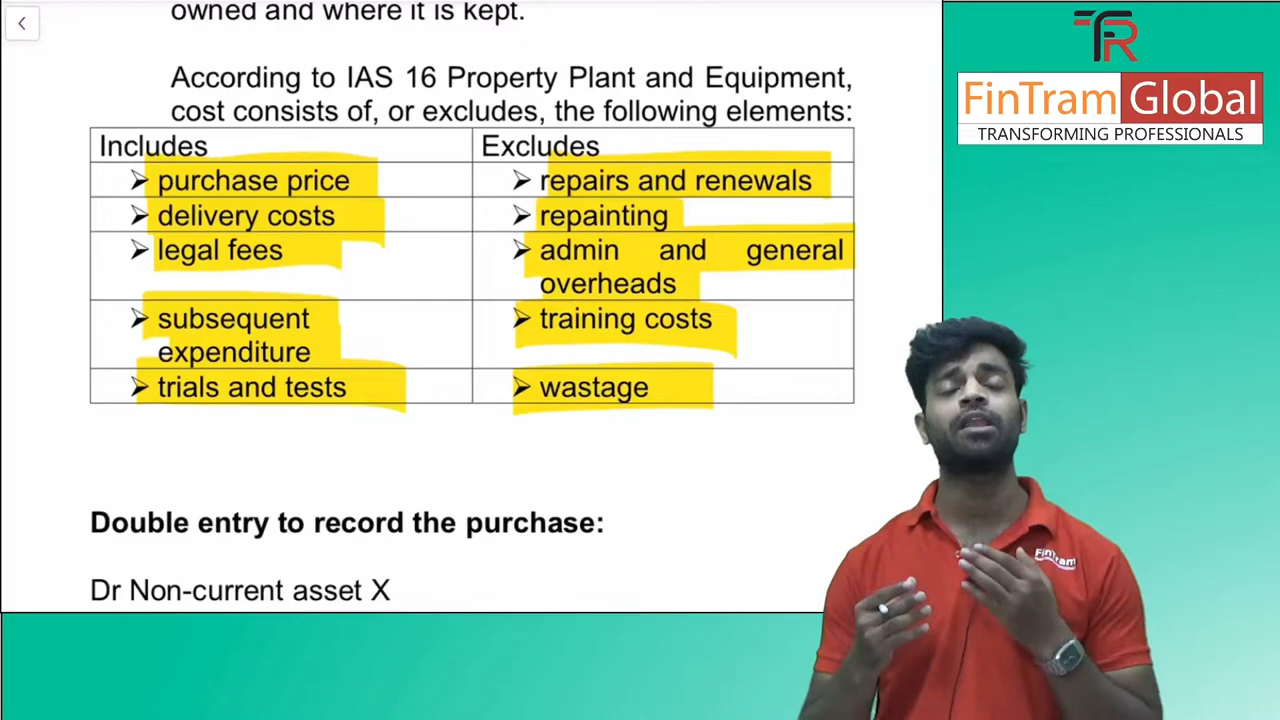 owned and where it is kept.
According to IAS 16 Property Plant and Equipment,
cost consists of, or excludes, the following elements:
Includes
Excludes
➢ purchase price
➢ repairs and renewals
➢ delivery costs
➢ repainting
➢ legal fees
➢ admin and general
overheads
➢ subsequent
expenditure
➢ training costs
➢ trials and tests
➢ wastage
Double entry to record the purchase:
Dr Non-current asset X
TFR
FinTram Global
TRANSFORMING PROFESSIONALS
FinTram